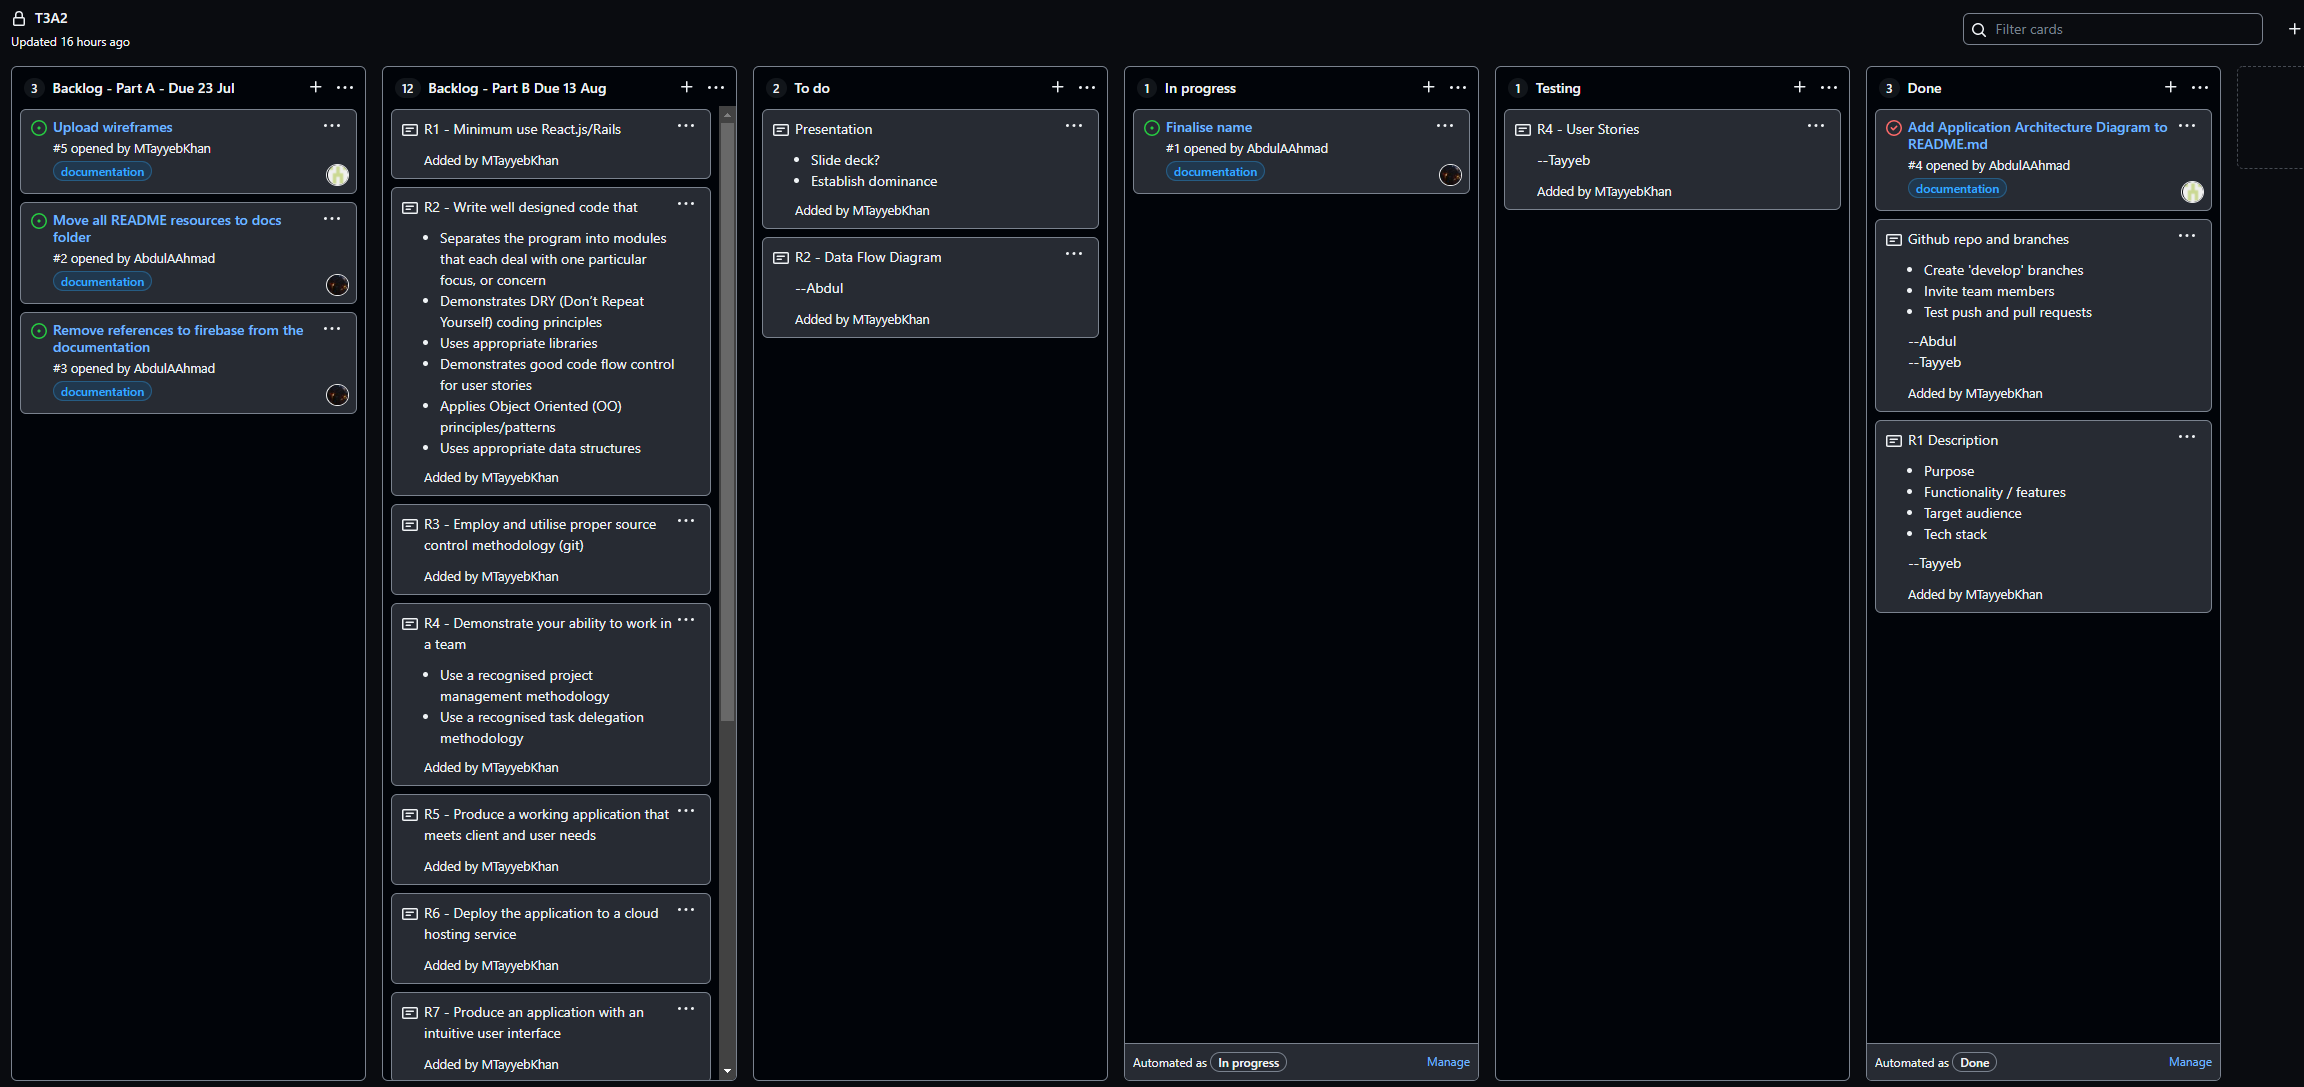 T3A2
Updated 16 hours ago
Filter cards
3 Backlog - Part A - Due 23 Jul
Upload wireframes
#5 opened by MTayyebKhan
documentation
Move all README resources to docs
folder
#2 opened by AbdulAAhmad
documentation
Remove references to firebase from the
documentation
#3 opened by AbdulAAhmad
documentation
12 Backlog - Part B Due 13 Aug
R1 - Minimum use React.js/Rails
Added by MTayyebKhan
R2 - Write well designed code that
• Separates the program into modules
that each deal with one particular
focus, or concern
• Demonstrates DRY (Don't Repeat
Yourself) coding principles
• Uses appropriate libraries
• Demonstrates good code flow control
for user stories
• Applies Object Oriented (OO)
principles/patterns
• Uses appropriate data structures
Added by MTayyebKhan
R3 - Employ and utilise proper source
control methodology (git)
Added by MTayyebKhan
R4 - Demonstrate your ability to work in
a team
• Use a recognised project
management methodology
• Use a recognised task delegation
methodology
Added by MTayyebKhan
R5 - Produce a working application that
meets client and user needs
Added by MTayyebKhan
R6 - Deploy the application to a cloud
hosting service
Added by MTayyebKhan
R7 - Produce an application with an
intuitive user interface
Added by MTayyebKhan
2 To do
Presentation
• Slide deck?
• Establish dominance
Added by MTayyebKhan
R2 - Data Flow Diagram
--Abdul
Added by MTayyebKhan
1 In progress
Finalise name
#1 opened by AbdulAAhmad
documentation
Automated as In progress Manage
1 Testing
R4 - User Stories
--Tayyeb
Added by MTayyebKhan
3 Done
Add Application Architecture Diagram to
README.md
#4 opened by AbdulAAhmad
documentation
Github repo and branches
• Create 'develop' branches
• Invite team members
• Test push and pull requests
--Abdul
--Tayyeb
Added by MTayyebKhan
R1 Description
• Purpose
• Functionality / features
• Target audience
• Tech stack
--Tayyeb
Added by MTayyebKhan
Automated as Done Manage